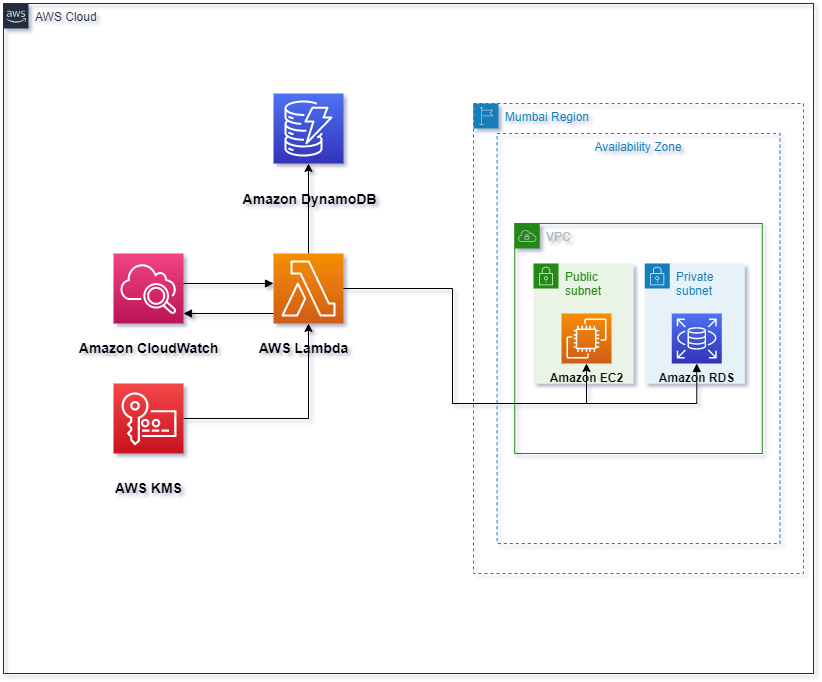 aws
AWS Cloud
Mumbai Region
Availability Zone
Amazon DynamoDB
VPC
Public
subnet
Private
subnet
Amazon CloudWatch
AWS Lambda
Amazon EC2
Amazon RDS
AWS KMS